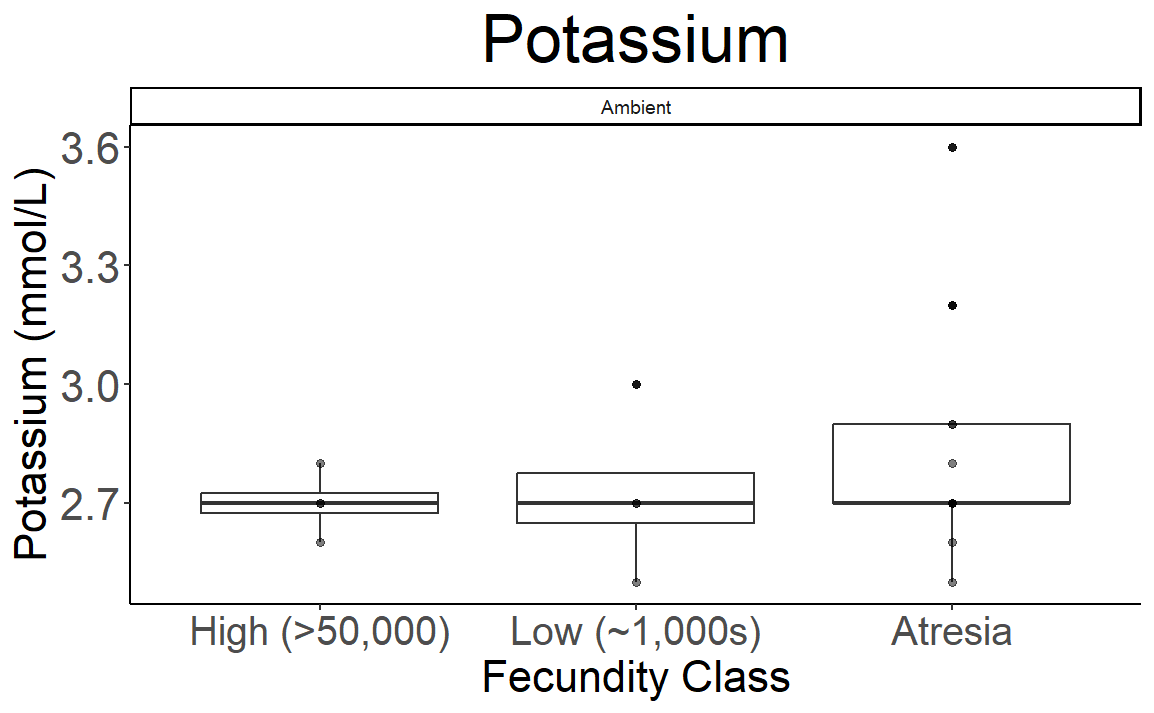 Potassium
Ambient
Potassium (mmol/L)
3.6
3.3
3.0
2.7
High (>50,000) Low (~1,000s) Atresia
Fecundity Class